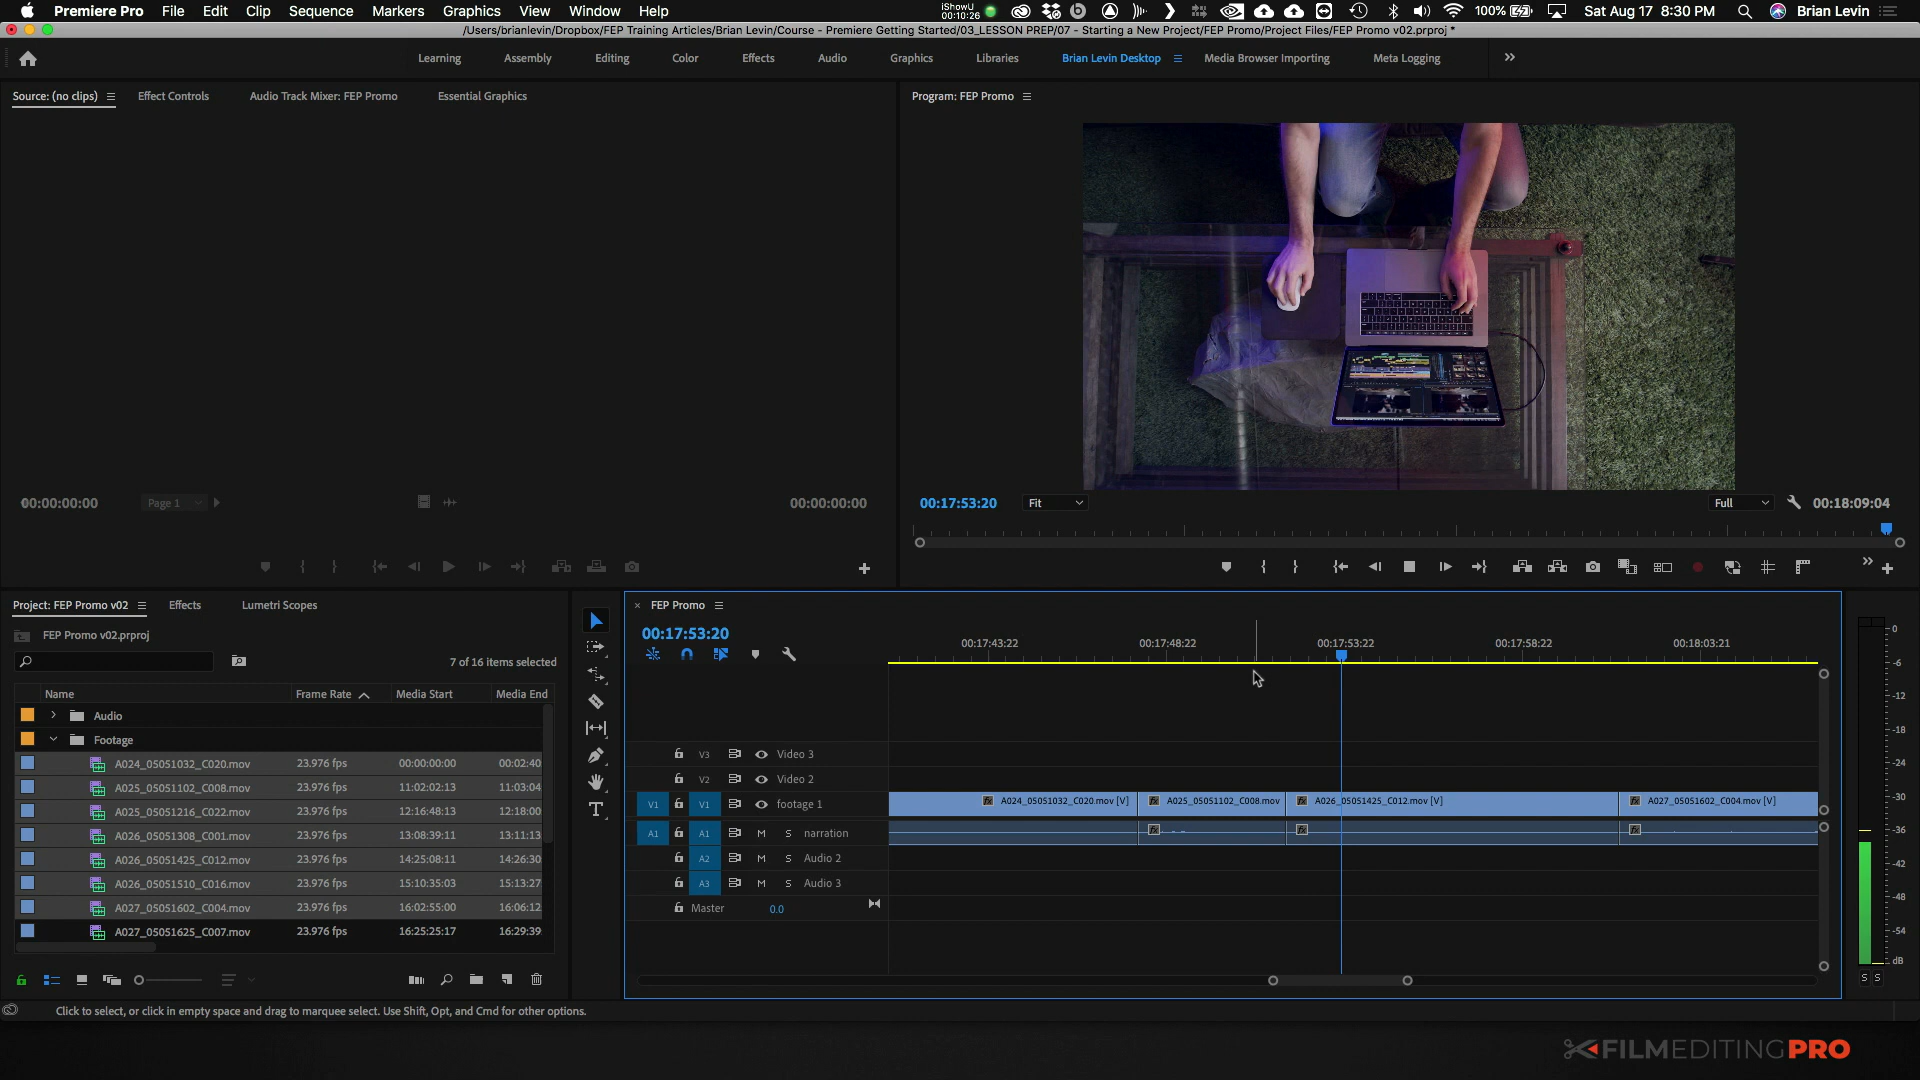 Premiere Pro File Edit Clip Sequence Markers Graphics View Window Help iShowU 00:10:26 100% Sat Aug 17 8:30 PM Brian Levin
/Users/brianlevin/Dropbox/FEP Training Articles/Brian Levin/Course - Premiere Getting Started/03_LESSON PREP/07 - Starting a New Project/FEP Promo/Project Files/FEP Promo v02.prproj *
Learning Assembly Editing Color Effects Audio Graphics Libraries Brian Levin Desktop Media Browser Importing Meta Logging
Source: (no clips) Effect Controls Audio Track Mixer: FEP Promo Essential Graphics
Program: FEP Promo
00:00:00:00 Page 1 00:00:00:00
00:17:53:20 Fit Full 00:18:09:04
Project: FEP Promo v02 Effects Lumetri Scopes
FEP Promo v02.prproj
7 of 16 items selected
Name Frame Rate Media Start Media End
Audio
Footage
A024_05051032_C020.mov 23.976 fps 00:00:00:00 00:02:40
A025_05051102_C008.mov 23.976 fps 11:02:02:13 11:03:04
A025_05051216_C022.mov 23.976 fps 12:16:48:13 12:18:00
A026_05051308_C001.mov 23.976 fps 13:08:39:11 13:11:13
A026_05051425_C012.mov 23.976 fps 14:25:08:11 14:26:30
A026_05051510_C016.mov 23.976 fps 15:10:35:03 15:13:27
A027_05051602_C004.mov 23.976 fps 16:02:55:00 16:06:12
A027_05051625_C007.mov 23.976 fps 16:25:25:17 16:29:39
FEP Promo
00:17:53:20
00:17:43:22 00:17:48:22 00:17:53:22 00:17:58:22 00:18:03:21
V3 Video 3
V2 Video 2
V1 V1 footage 1
A024_05051032_C020.mov [V] A025_05051102_C008.mov A026_05051425_C012.mov [V] A027_05051602_C004.mov [V]
A1 A1 M S narration
A2 M S Audio 2
A3 M S Audio 3
Master 0.0
0
-6
-12
-18
-24
-30
-36
-42
-48
-54
dB
S S
Click to select, or click in empty space and drag to marquee select. Use Shift, Opt, and Cmd for other options.
FILMEDITINGPRO